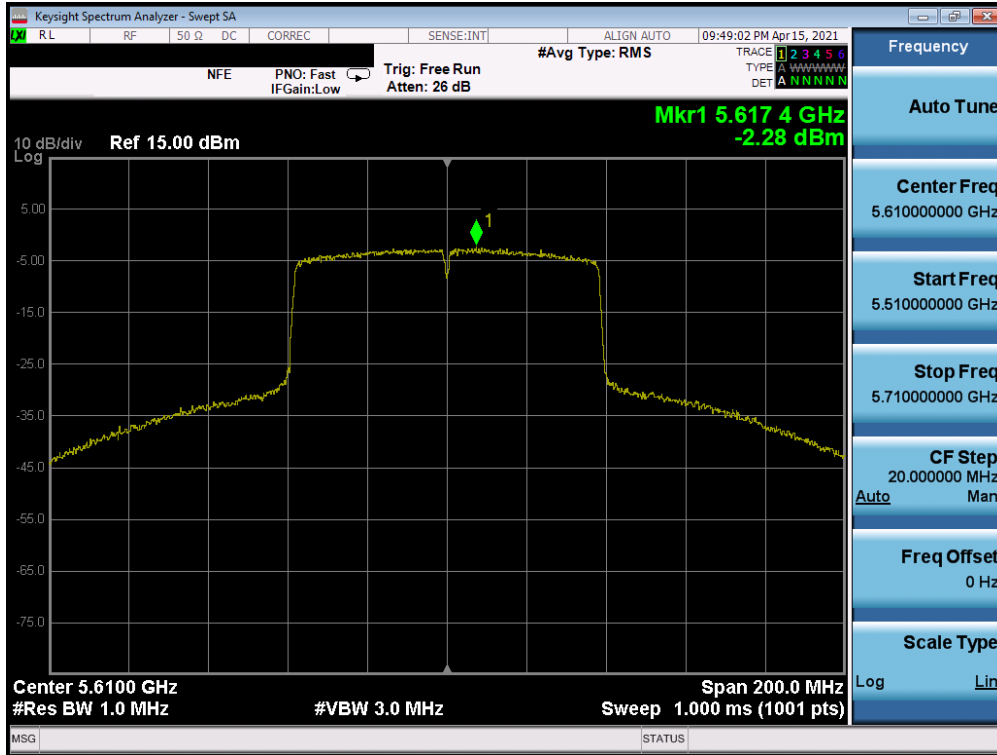 Keysight Spectrum Analyzer - Swept SA
LXI RL RF 50 Ω DC CORREC SENSE:INT ALIGN AUTO 09:49:02 PM Apr 15, 2021
NFE PNO: Fast Trig: Free Run #Avg Type: RMS TRACE 1 2 3 4 5 6
IFGain:Low Atten: 26 dB TYPE A WWWWW
DET A N N N N N
Mkr1 5.617 4 GHz
-2.28 dBm
10 dB/div Ref 15.00 dBm
Log
1
5.00
-5.00
-15.0
-25.0
-35.0
-45.0
-55.0
-65.0
-75.0
Center 5.6100 GHz Span 200.0 MHz
#Res BW 1.0 MHz #VBW 3.0 MHz Sweep 1.000 ms (1001 pts)
MSG STATUS
Frequency
Auto Tune
Center Freq
5.610000000 GHz
Start Freq
5.510000000 GHz
Stop Freq
5.710000000 GHz
CF Step
20.000000 MHz
Auto Man
Freq Offset
0 Hz
Scale Type
Log Lin